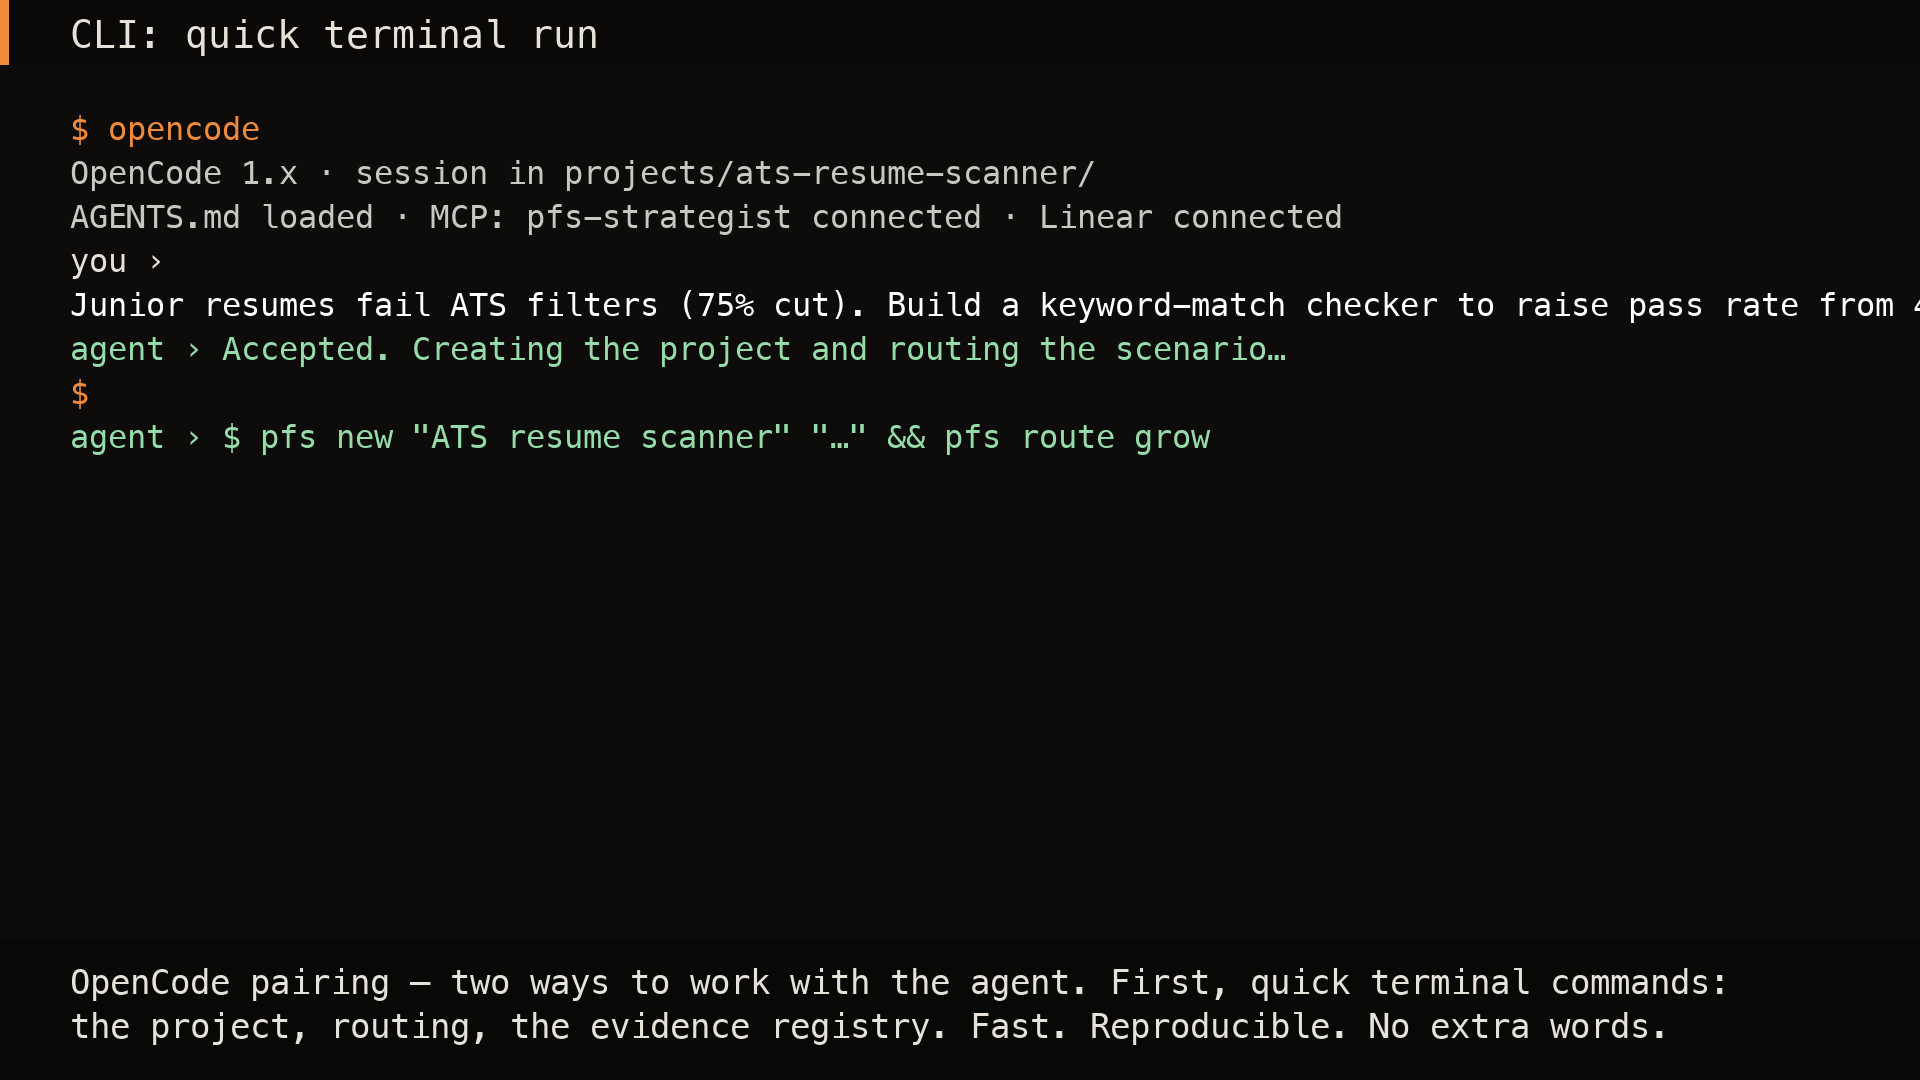 CLI: quick terminal run
$ opencode
OpenCode 1.x · session in projects/ats-resume-scanner/
AGENTS.md loaded · MCP: pfs-strategist connected · Linear connected
you ›
Junior resumes fail ATS filters (75% cut). Build a keyword-match checker to raise pass rate from
agent › Accepted. Creating the project and routing the scenario…
$
agent › $ pfs new "ATS resume scanner" "…" && pfs route grow
OpenCode pairing — two ways to work with the agent. First, quick terminal commands:
the project, routing, the evidence registry. Fast. Reproducible. No extra words.